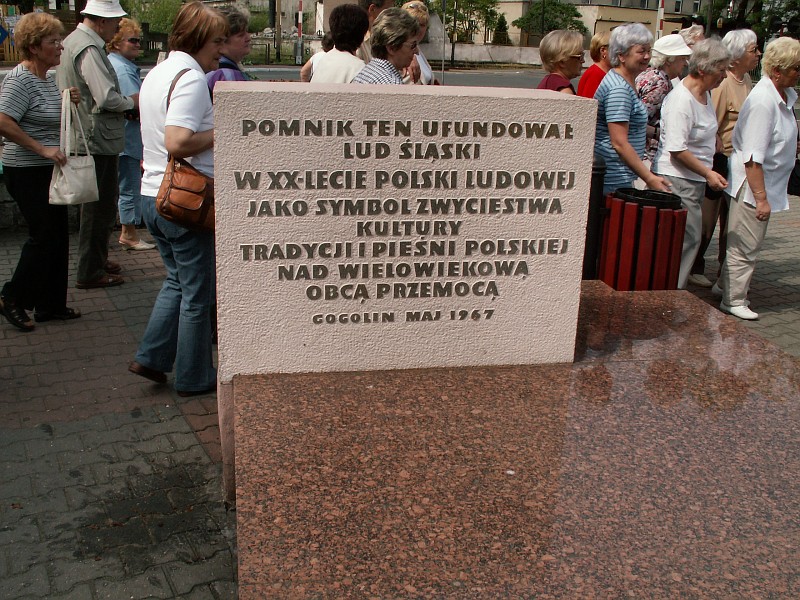 POMNIK TEN UFUNDOWAŁ
LUD ŚLĄSKI
W XX-LECIE POLSKI LUDOWEJ
JAKO SYMBOL ZWYCIĘSTWA
KULTURY
TRADYCJI I PIEŚNI POLSKIEJ
NAD WIELOWIEKOWĄ
OBCĄ PRZEMOCĄ
GOGOLIN MAJ 1967